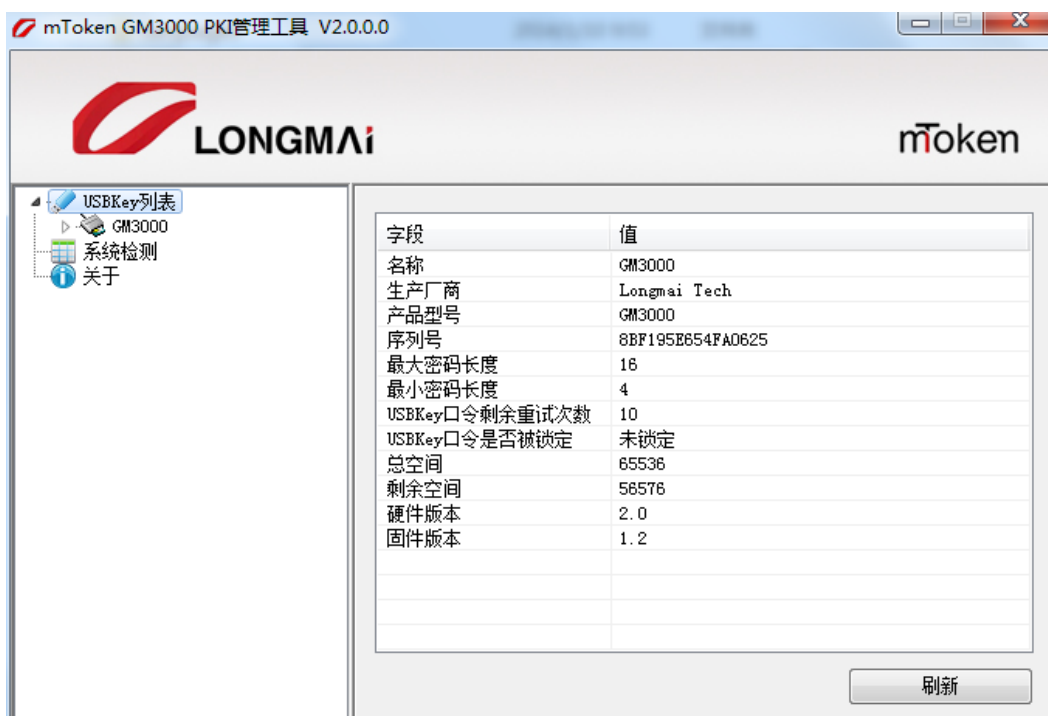 mToken GM3000 PKI管理工具 V2.0.0.0
LONGMAi
mToken
USBKey列表
GM3000
系统检测
关于
字段 值
名称 GM3000
生产厂商 Longmai Tech
产品型号 GM3000
序列号 8BF195E654FA0625
最大密码长度 16
最小密码长度 4
USBKey口令剩余重试次数 10
USBKey口令是否被锁定 未锁定
总空间 65536
剩余空间 56576
硬件版本 2.0
固件版本 1.2
刷新